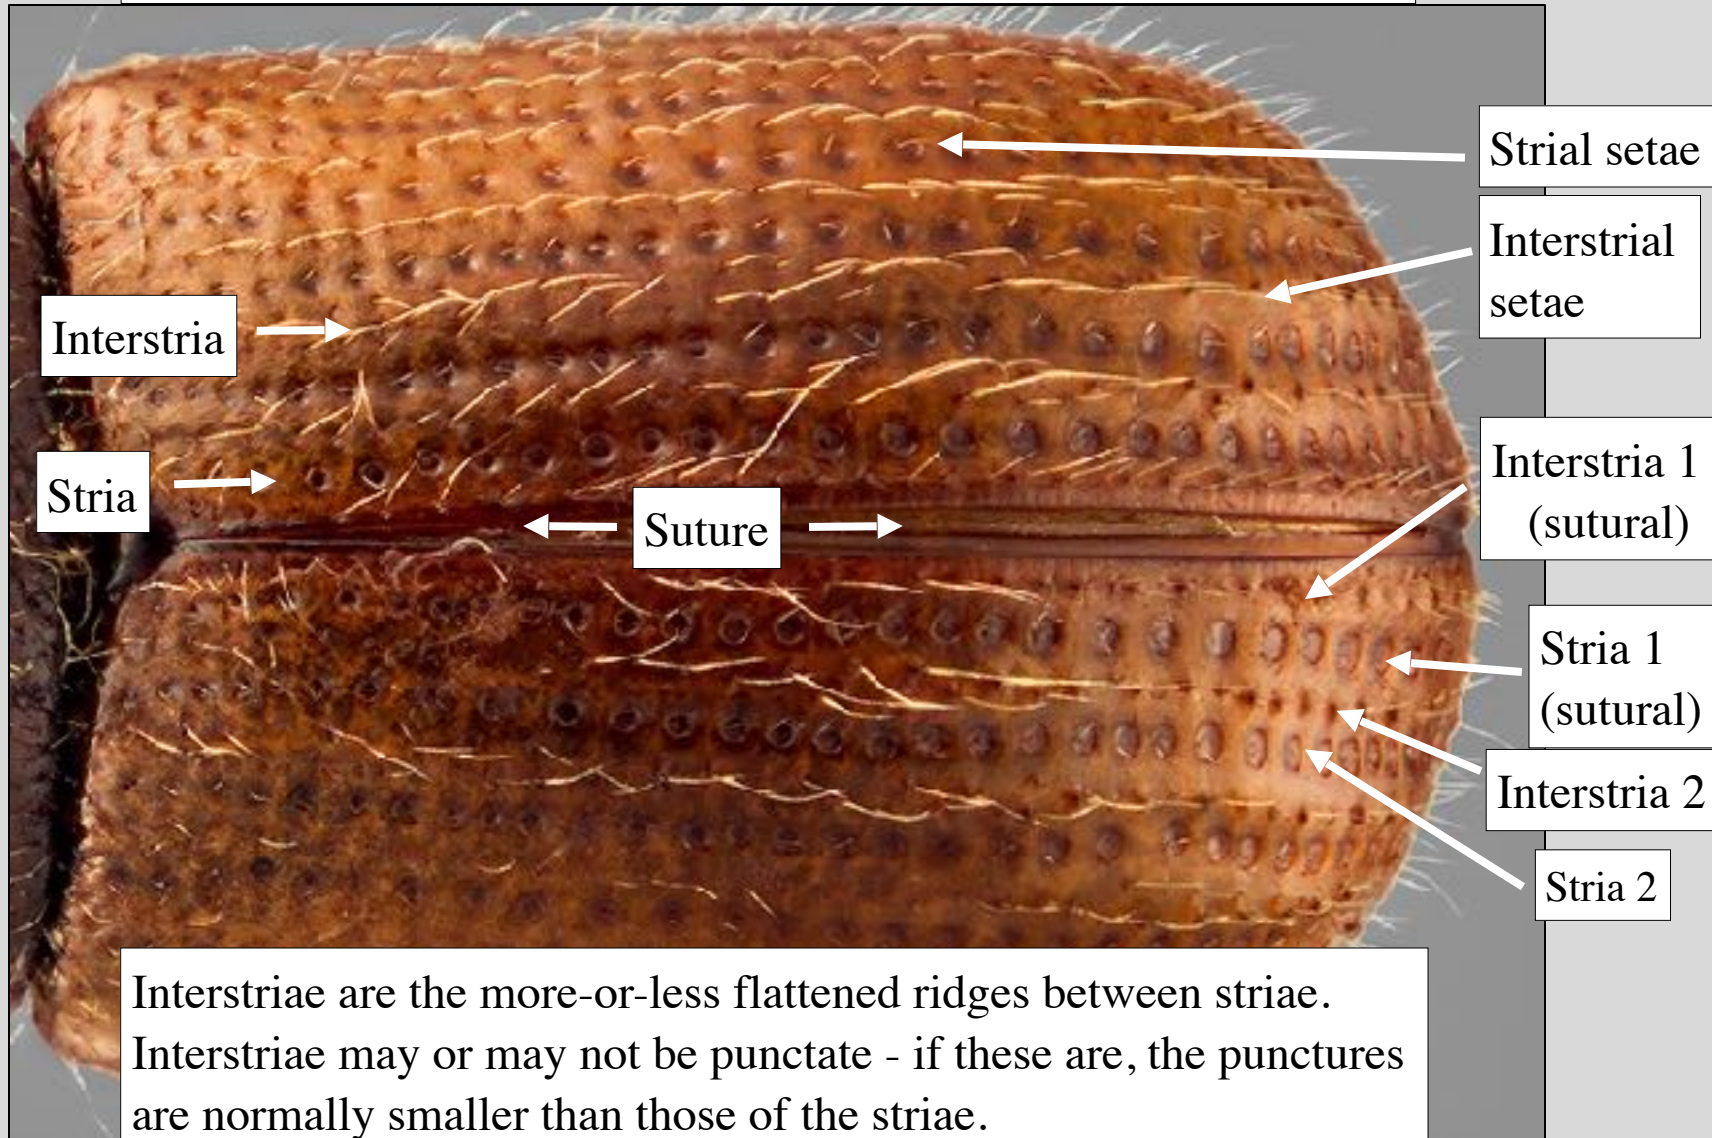 Strial setae
Interstrial
setae
Interstria
Interstria 1
(sutural)
Stria
Suture
Stria 1
(sutural)
Interstria 2
Stria 2
Interstriae are the more-or-less flattened ridges between striae.
Interstriae may or may not be punctate - if these are, the punctures
are normally smaller than those of the striae.